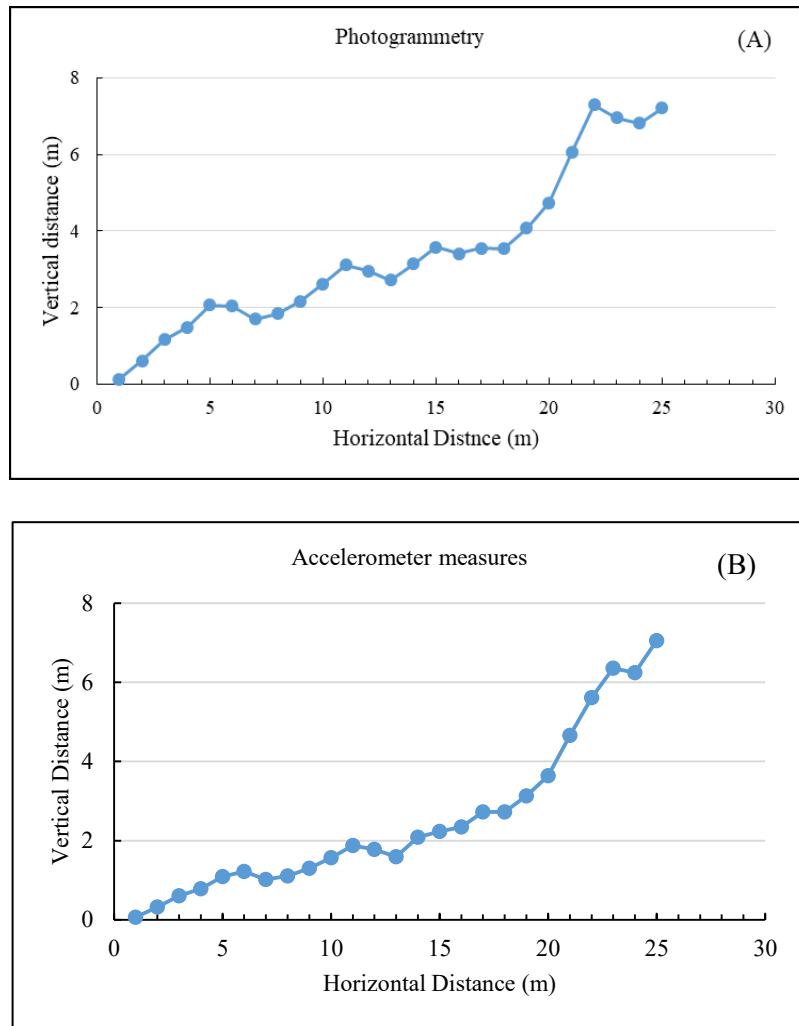 Photogrammetry (A)
8
6
4
2
0
0 5 10 15 20 25 30
Vertical distance (m)
Horizontal Distnce (m)
Accelerometer measures (B)
8
6
4
2
0
0 5 10 15 20 25 30
Vertical Distance (m)
Horizontal Distance (m)